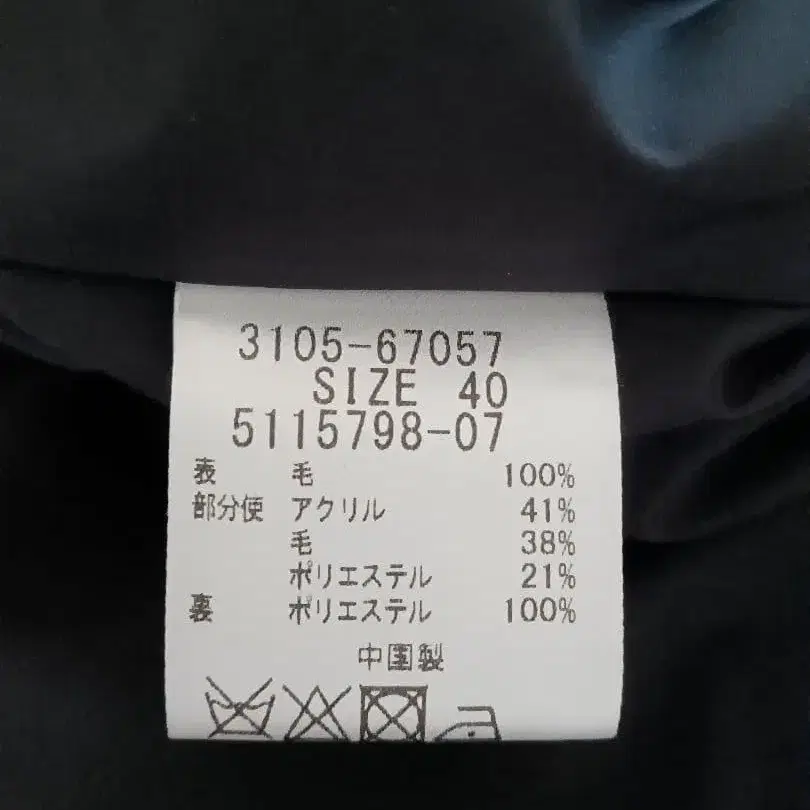 3105-67057
SIZE 40
5115798-07
表 毛 100%
部分使 アクリル 41%
毛 38%
ポリエステル 21%
裏 ポリエステル 100%
中国製